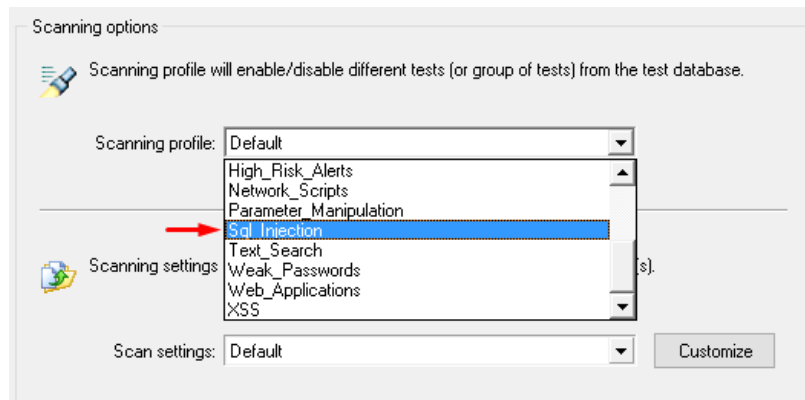 Scanning options
Scanning profile will enable/disable different tests (or group of tests) from the test database.
Scanning profile: Default
High_Risk_Alerts
Network_Scripts
Parameter_Manipulation
Sql_Injection
Text_Search
Scanning settings
Weak_Passwords
(s).
Web_Applications
XSS
Scan settings: Default
Customize